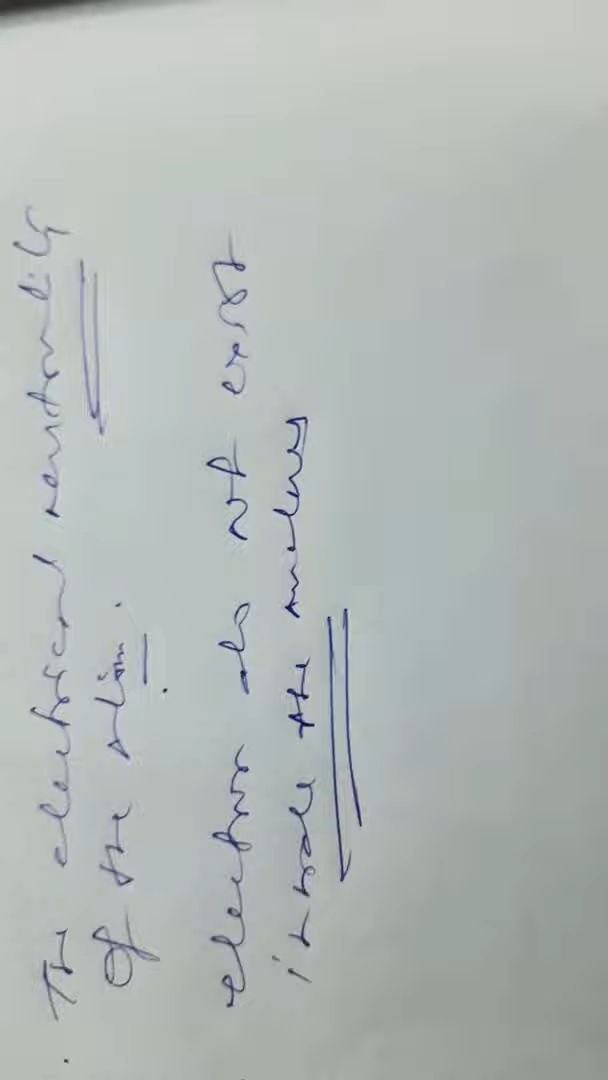 . The electrical neutrality
of the atom.
electron do not exist
inside the nucleus